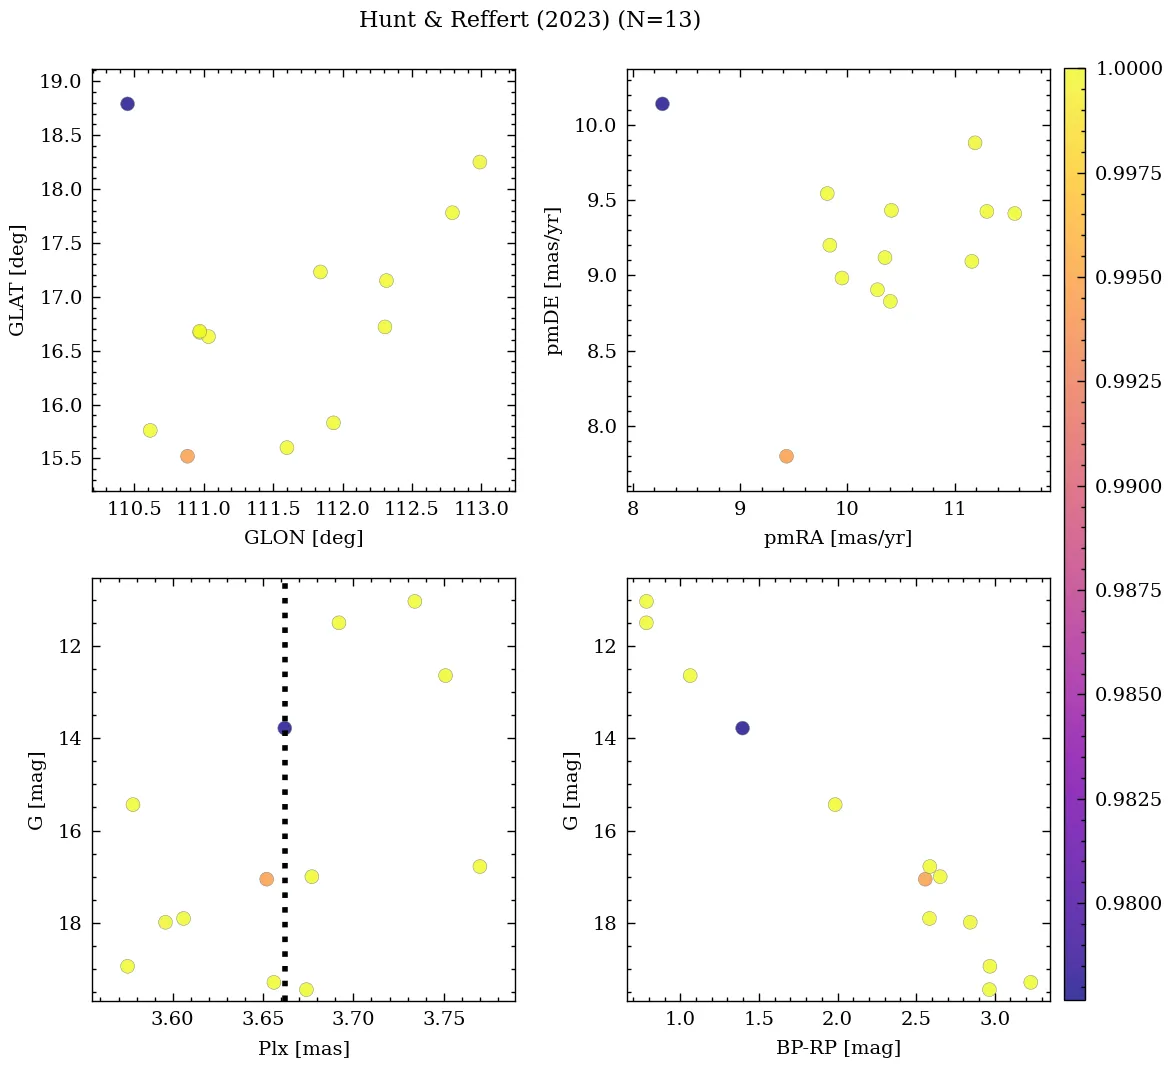 Hunt & Reffert (2023) (N=13)
19.0
18.5
18.0
17.5
17.0
16.5
16.0
15.5
GLAT [deg]
110.5 111.0 111.5 112.0 112.5 113.0
GLON [deg]
10.0
9.5
9.0
8.5
8.0
pmDE [mas/yr]
8 9 10 11
pmRA [mas/yr]
12
14
16
18
G [mag]
3.60 3.65 3.70 3.75
Plx [mas]
12
14
16
18
G [mag]
1.0 1.5 2.0 2.5 3.0
BP-RP [mag]
1.0000
0.9975
0.9950
0.9925
0.9900
0.9875
0.9850
0.9825
0.9800